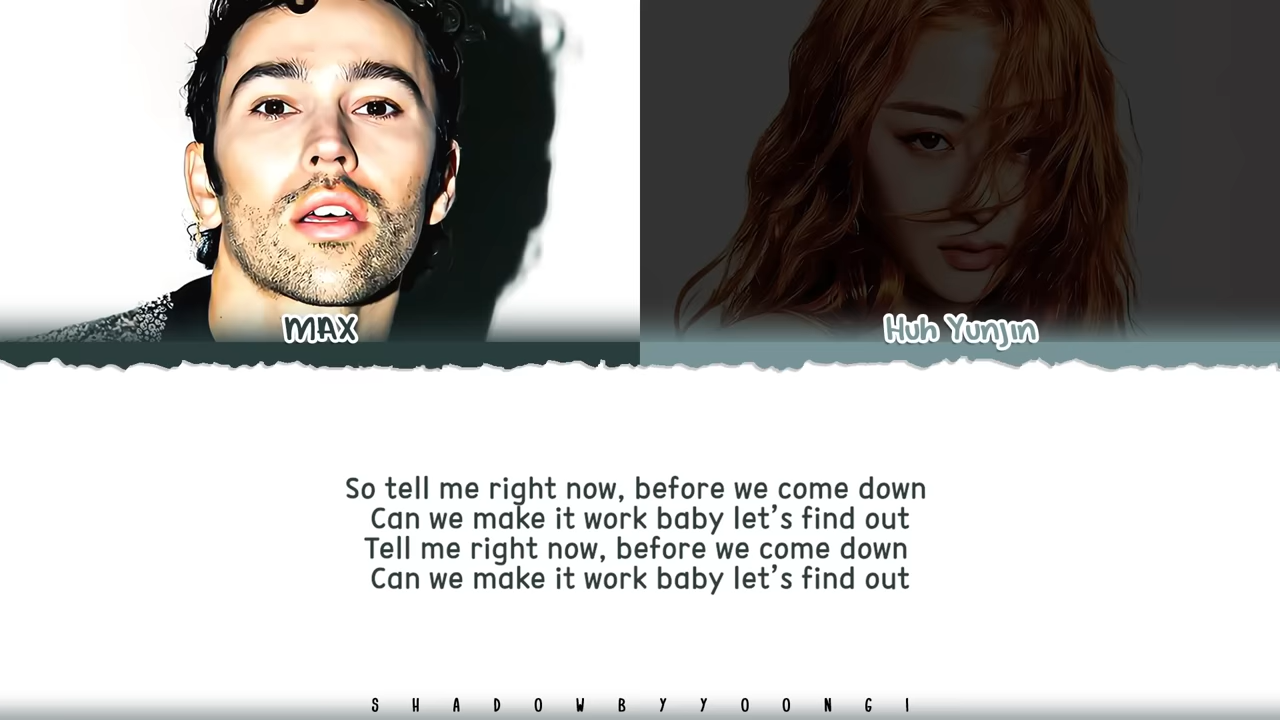 MAX
Huh Yunjin
So tell me right now, before we come down
Can we make it work baby let's find out
Tell me right now, before we come down
Can we make it work baby let's find out
SHADOWBYYOONGI